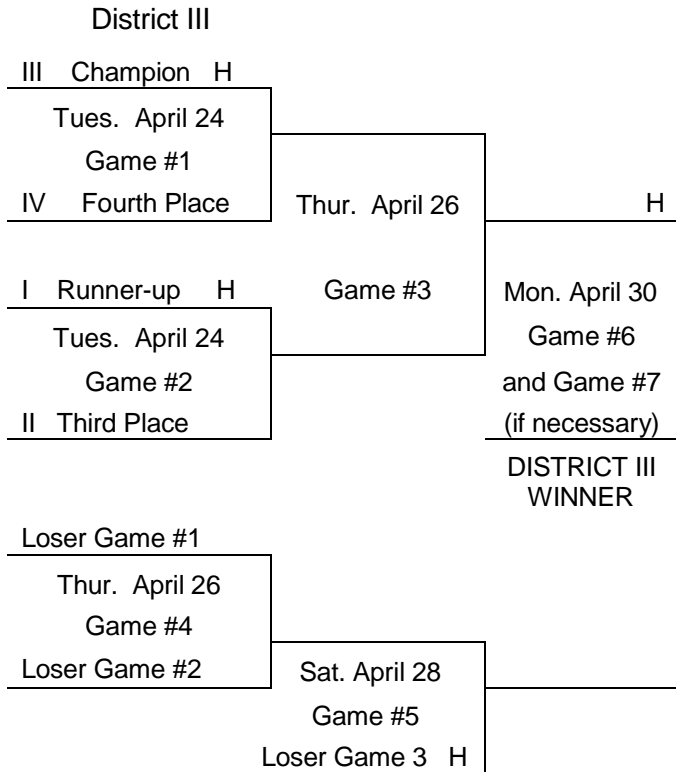 District III
III Champion H
Tues. April 24
Game #1
IV Fourth Place
Thur. April 26
H
I Runner-up H
Game #3
Mon. April 30
Tues. April 24
Game #6
Game #2
and Game #7
II Third Place
(if necessary)
DISTRICT III
WINNER
Loser Game #1
Thur. April 26
Game #4
Loser Game #2
Sat. April 28
Game #5
Loser Game 3 H